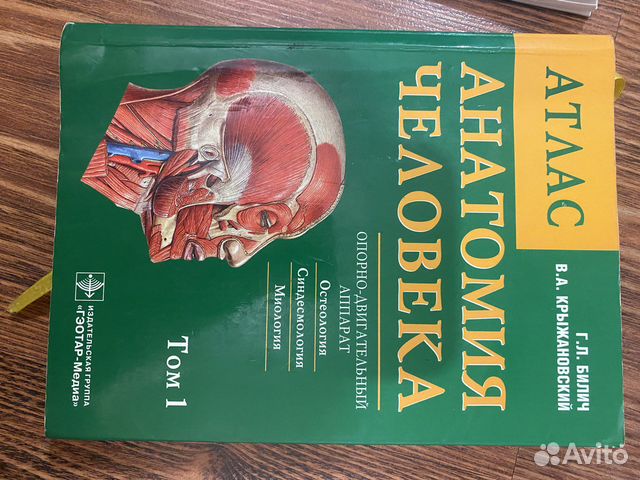 Г.Л. БИЛИЧ
В.А. КРЫЖАНОВСКИЙ
АТЛАС
АНАТОМИЯ
ЧЕЛОВЕКА
ОПОРНО-ДВИГАТЕЛЬНЫЙ
АППАРАТ
Остеология
Синдесмология
Миология
Том 1
ИЗДАТЕЛЬСКАЯ ГРУППА
«ГЭОТАР-Медиа»
Avito